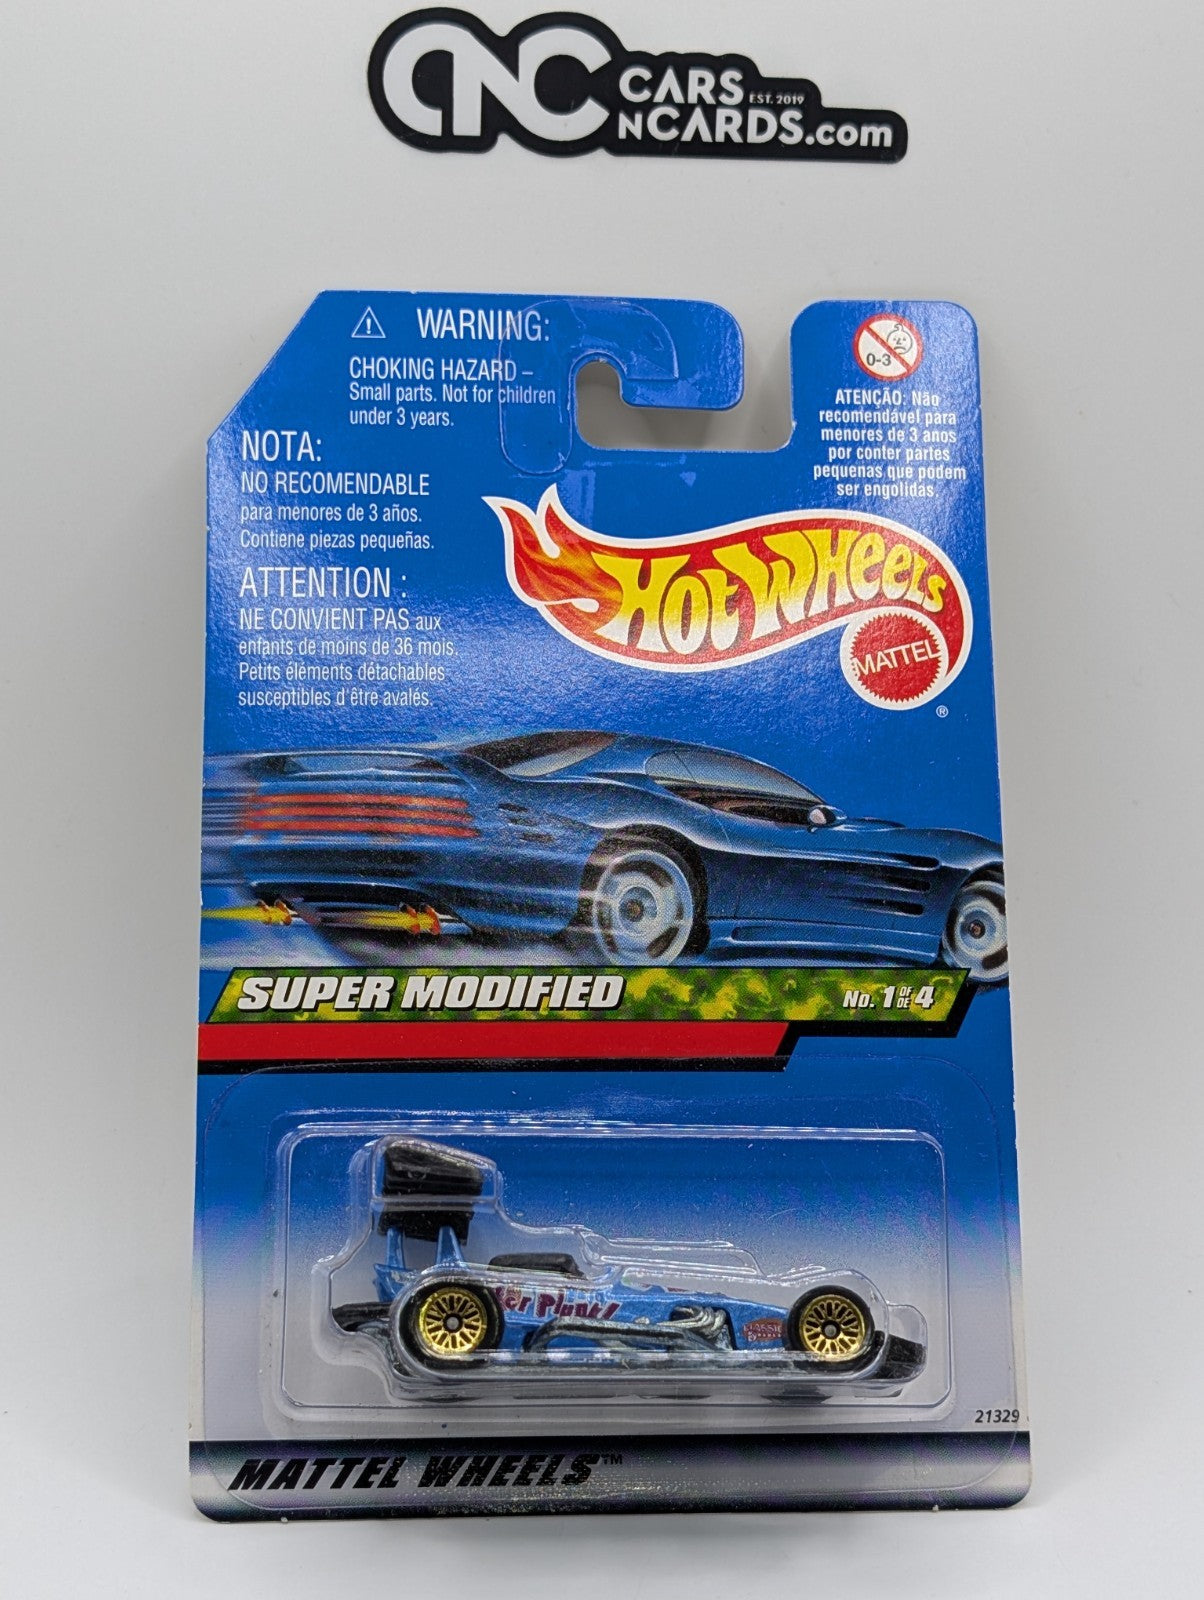 CNC CARS EST. 2019
NCARDS.com
WARNING:
CHOKING HAZARD –
Small parts. Not for children
under 3 years.
NOTA:
NO RECOMENDABLE
para menores de 3 años.
Contiene piezas pequeñas.
ATTENTION :
NE CONVIENT PAS aux
enfants de moins de 36 mois.
Petits éléments détachables
susceptibles d'être avalés.
0-3
ATENÇÃO: Não
recomendável para
menores de 3 anos
por conter partes
pequenas que podem
ser engolidas.
HOT WHEELS
MATTEL
®
SUPER MODIFIED
No. 1 OF DE 4
21329
MATTEL WHEELS™